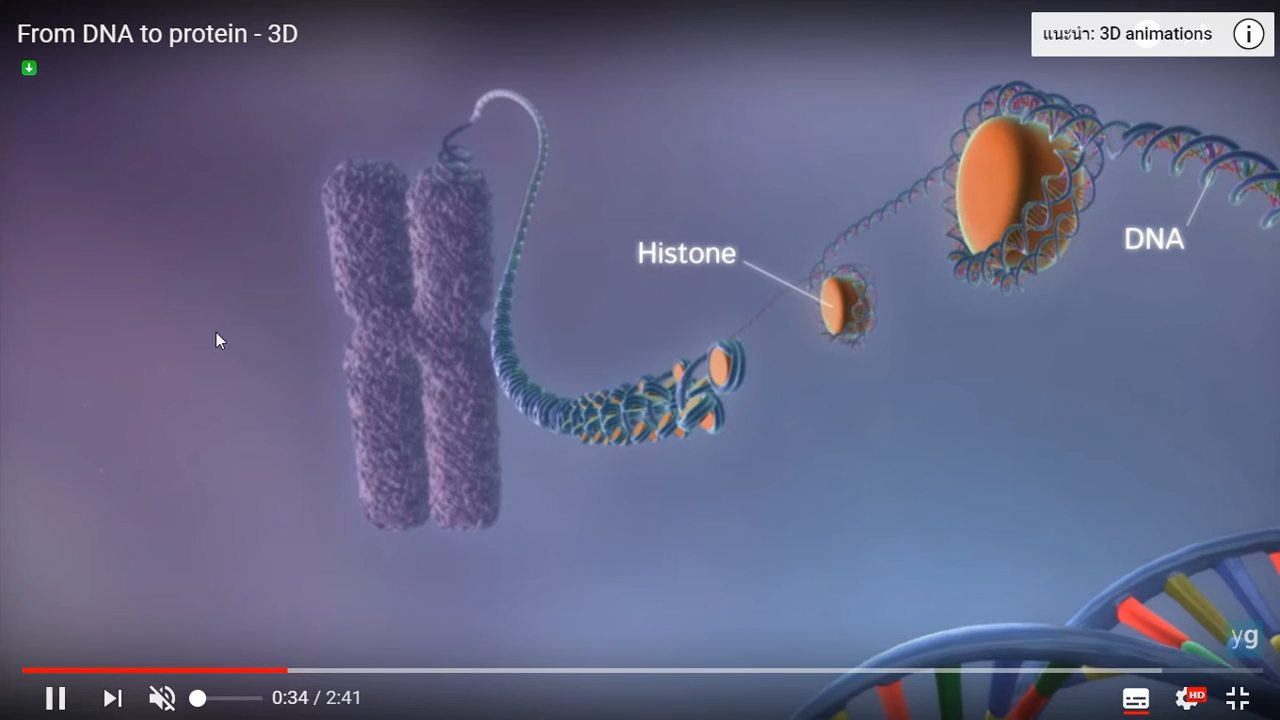 From DNA to protein - 3D
แนะนำ: 3D animations
Histone
DNA
yg
0:34 / 2:41
HD